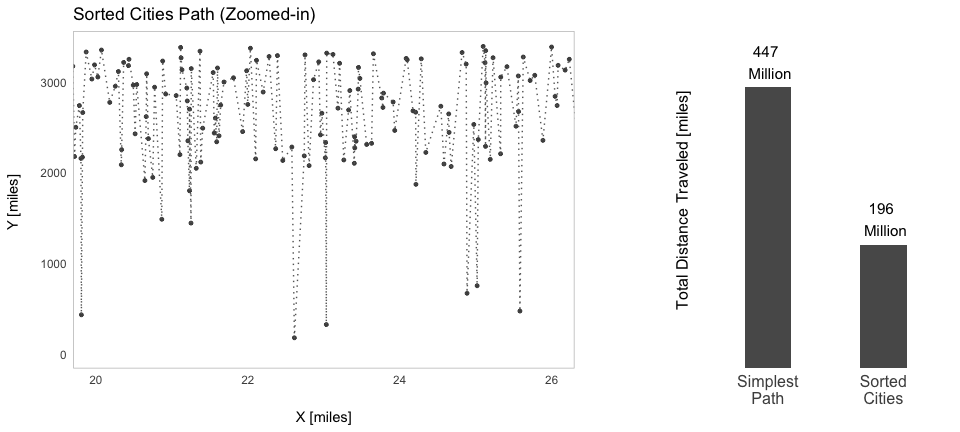 Sorted Cities Path (Zoomed-in)
3000
2000
1000
0
Y [miles]
20
22
24
26
X [miles]
Total Distance Traveled [miles]
447
Million
196
Million
Simplest
Path
Sorted
Cities